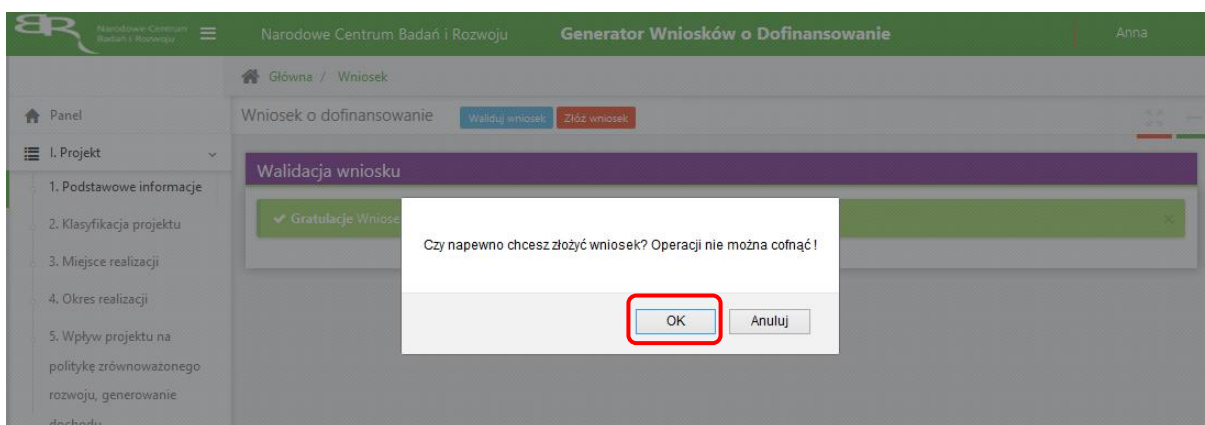 Narodowe Centrum
Badań i Rozwoju
Narodowe Centrum Badań i Rozwoju Generator Wniosków o Dofinansowanie Anna
Główna / Wniosek
Panel
Wniosek o dofinansowanie Waliduj wniosek Złóż wniosek
I. Projekt
Walidacja wniosku
1. Podstawowe informacje
Gratulacje Wniose
2. Klasyfikacja projektu
Czy napewno chcesz złożyć wniosek? Operacji nie można cofnąć !
3. Miejsce realizacji
4. Okres realizacji
OK Anuluj
5. Wpływ projektu na
politykę zrównoważonego
rozwoju, generowanie
dochodu